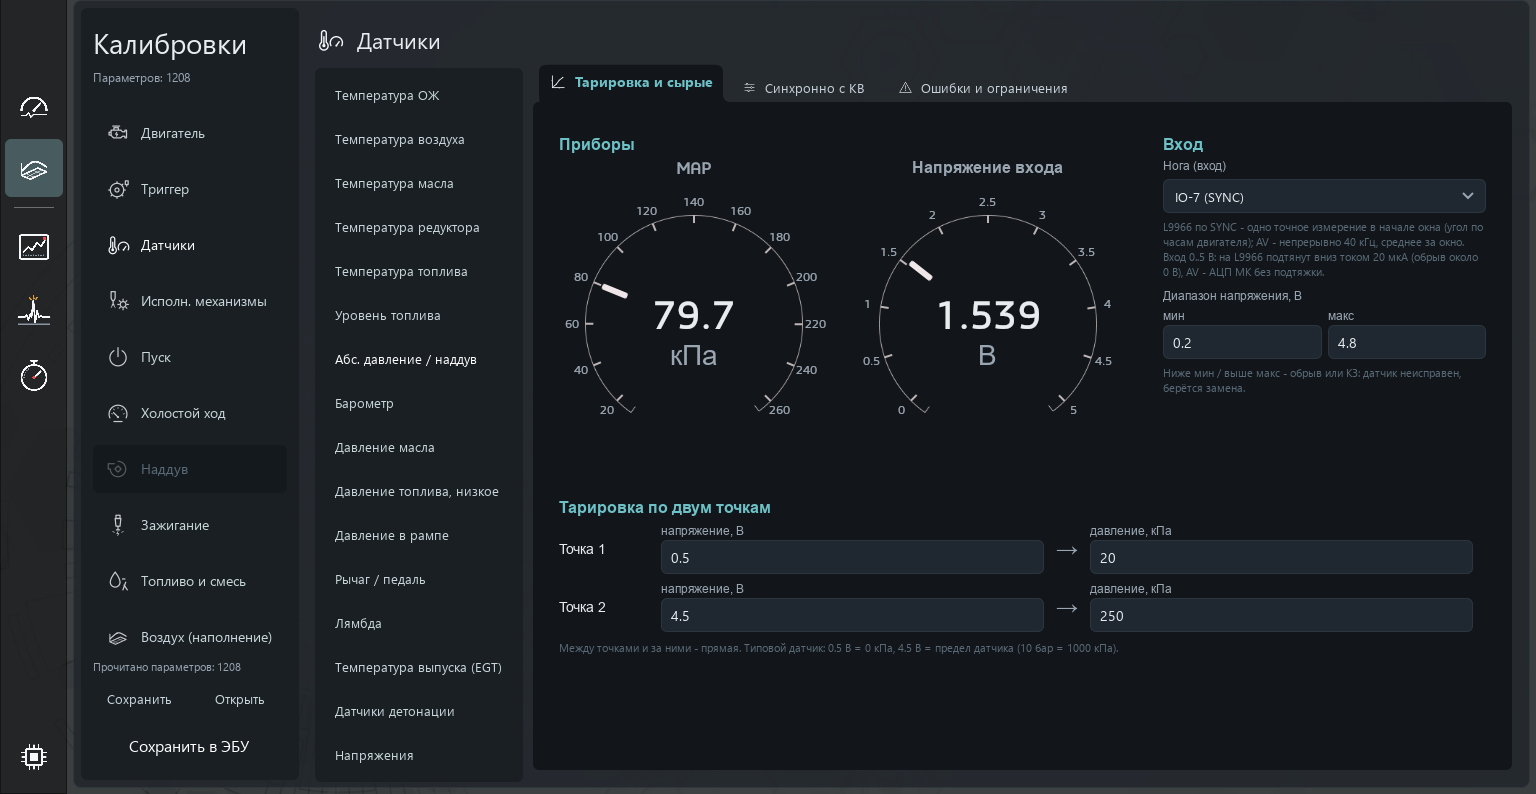 Калибровки
Параметров: 1208
Двигатель
Триггер
Датчики
Исполн. механизмы
Пуск
Холостой ход
Наддув
Зажигание
Топливо и смесь
Воздух (наполнение)
Прочитано параметров: 1208
Сохранить
Открыть
Сохранить в ЭБУ
Датчики
Температура ОЖ
Температура воздуха
Температура масла
Температура редуктора
Температура топлива
Уровень топлива
Абс. давление / наддув
Барометр
Давление масла
Давление топлива, низкое
Давление в рампе
Рычаг / педаль
Лямбда
Температура выпуска (EGT)
Датчики детонации
Напряжения
Тарировка и сырые
Синхронно с КВ
Ошибки и ограничения
Приборы
MAP
20
40
60
80
100
120
140
160
180
200
220
240
260
79.7
кПа
Напряжение входа
0
0.5
1
1.5
2
2.5
3
3.5
4
4.5
5
1.539
В
Вход
Нога (вход)
IO-7 (SYNC)
L9966 по SYNC - одно точное измерение в начале окна (угол по
часам двигателя); AV - непрерывно 40 кГц, среднее за окно.
Вход 0..5 В: на L9966 подтянут вниз током 20 мкА (обрыв около
0 В), AV - АЦП МК без подтяжки.
Диапазон напряжения, В
мин
макс
0.2
4.8
Ниже мин / выше макс - обрыв или КЗ: датчик неисправен,
берётся замена.
Тарировка по двум точкам
напряжение, В
давление, кПа
Точка 1
0.5
→
20
напряжение, В
давление, кПа
Точка 2
4.5
→
250
Между точками и за ними - прямая. Типовой датчик: 0.5 В = 0 кПа, 4.5 В = предел датчика (10 бар = 1000 кПа).